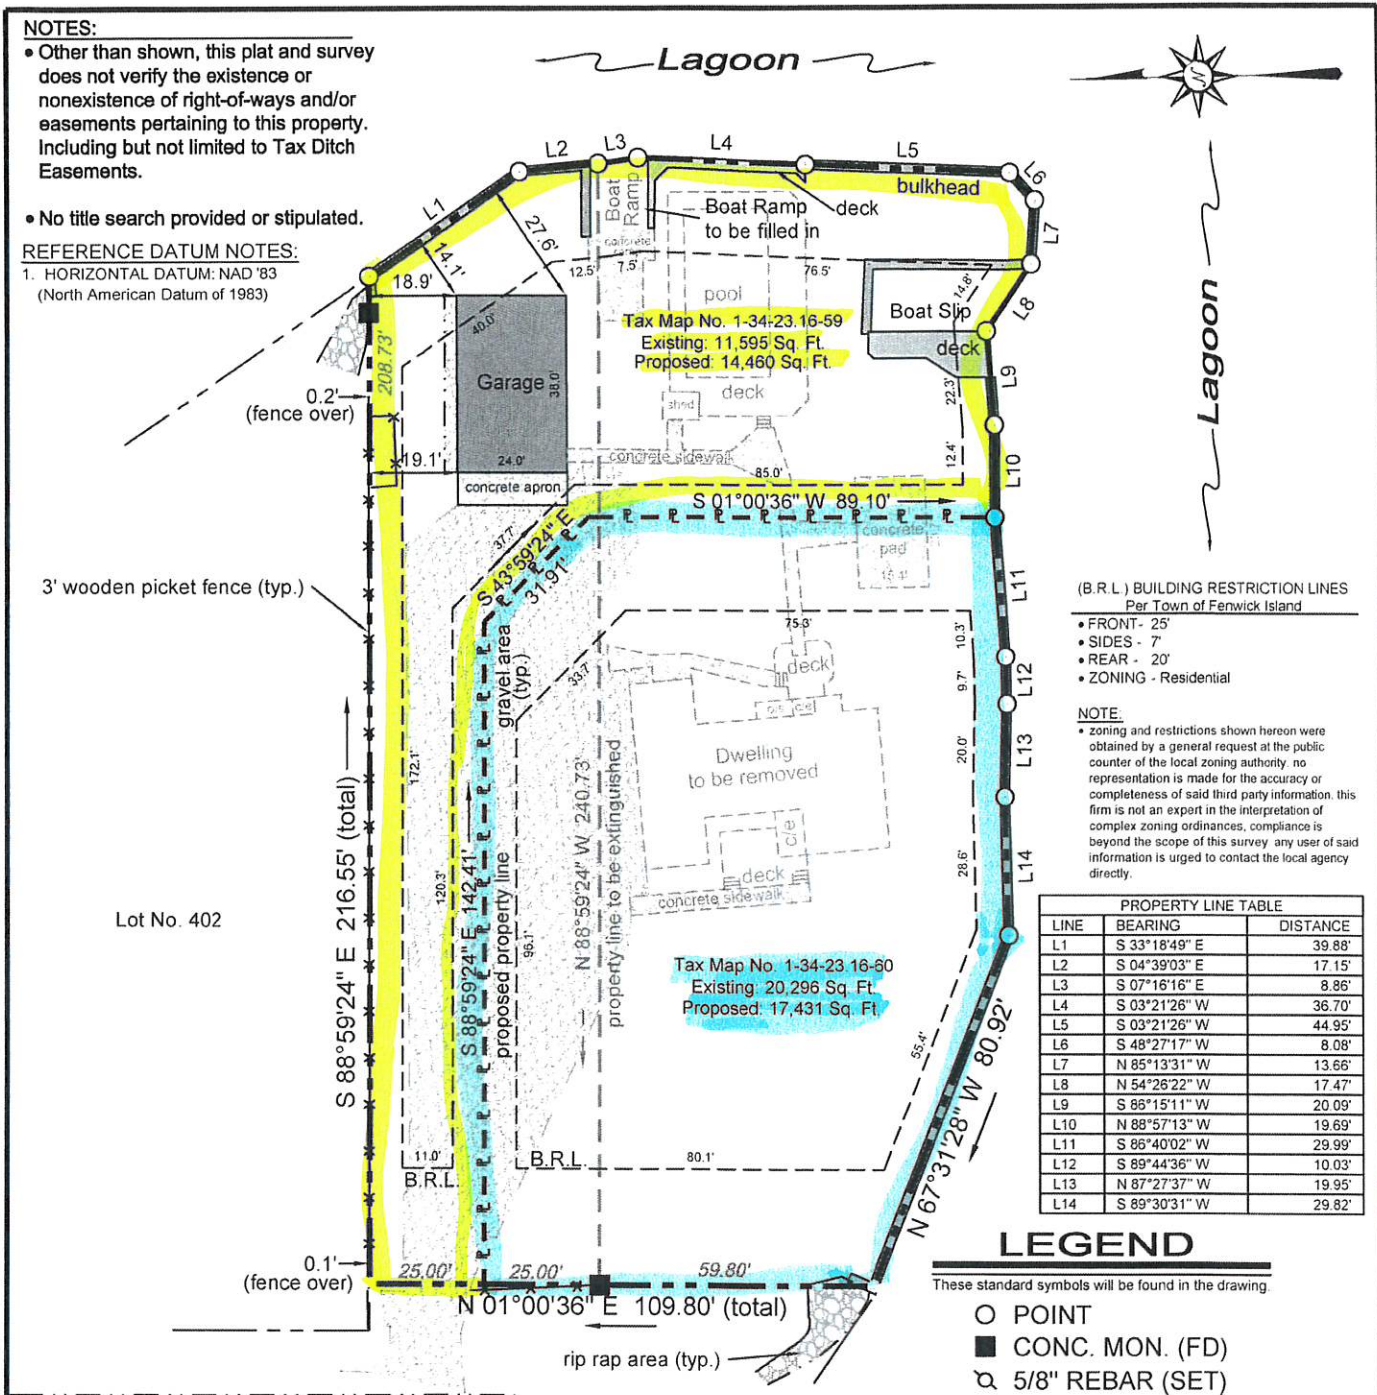 NOTES:
• Other than shown, this plat and survey
does not verify the existence or
nonexistence of right-of-ways and/or
easements pertaining to this property.
Including but not limited to Tax Ditch
Easements.
• No title search provided or stipulated.
REFERENCE DATUM NOTES:
1. HORIZONTAL DATUM: NAD '83
(North American Datum of 1983)
Lagoon
N
Lagoon
L1
L2
L3
L4
L5
L6
L7
L8
L9
L10
L11
L12
L13
L14
bulkhead
Boat
Ramp
Boat Ramp
to be filled in
deck
27.6'
14.1'
18.9'
12.5'
7.5'
76.5'
14.8'
concrete
pool
Boat Slip
deck
40.0'
208.73'
Tax Map No. 1-34-23.16-59
Existing: 11,595 Sq. Ft.
Proposed: 14,460 Sq. Ft.
Garage
38.0'
24.0'
concrete apron
deck
shed
22.3'
12.4'
0.2'
(fence over)
19.1'
concrete sidewalk
85.0'
S 01°00'36" W 89.10'
37.7'
S 43°59'24" E
31.91'
concrete
pad
15.4'
3' wooden picket fence (typ.)
gravel area
(typ.)
75.3'
10.3'
33.7'
deck
9.7'
o/s
c/e
Dwelling
to be removed
20.0'
c/e
28.6'
deck
concrete sidewalk
172.1'
120.3'
96.1'
S 88°59'24" E 216.55' (total)
S 88°59'24" E 142.41'
proposed property line
N 88°59'24" W 240.73'
property line to be extinguished
Lot No. 402
Tax Map No. 1-34-23.16-60
Existing: 20,296 Sq. Ft.
Proposed: 17,431 Sq. Ft.
55.4'
N 67°31'28" W 80.92'
11.0'
B.R.L.
B.R.L.
80.1'
0.1'
(fence over)
25.00'
25.00'
59.80'
N 01°00'36" E 109.80' (total)
rip rap area (typ.)
(B.R.L.) BUILDING RESTRICTION LINES
Per Town of Fenwick Island
• FRONT- 25'
• SIDES - 7'
• REAR - 20'
• ZONING - Residential
NOTE:
• zoning and restrictions shown hereon were
obtained by a general request at the public
counter of the local zoning authority. no
representation is made for the accuracy or
completeness of said third party information. this
firm is not an expert in the interpretation of
complex zoning ordinances, compliance is
beyond the scope of this survey. any user of said
information is urged to contact the local agency
directly.
PROPERTY LINE TABLE
LINE BEARING DISTANCE
L1 S 33°18'49" E 39.88'
L2 S 04°39'03" E 17.15'
L3 S 07°16'16" E 8.86'
L4 S 03°21'26" W 36.70'
L5 S 03°21'26" W 44.95'
L6 S 48°27'17" W 8.08'
L7 N 85°13'31" W 13.66'
L8 N 54°26'22" W 17.47'
L9 S 86°15'11" W 20.09'
L10 N 88°57'13" W 19.69'
L11 S 86°40'02" W 29.99'
L12 S 89°44'36" W 10.03'
L13 N 87°27'37" W 19.95'
L14 S 89°30'31" W 29.82'
LEGEND
These standard symbols will be found in the drawing.
POINT
CONC. MON. (FD)
5/8" REBAR (SET)